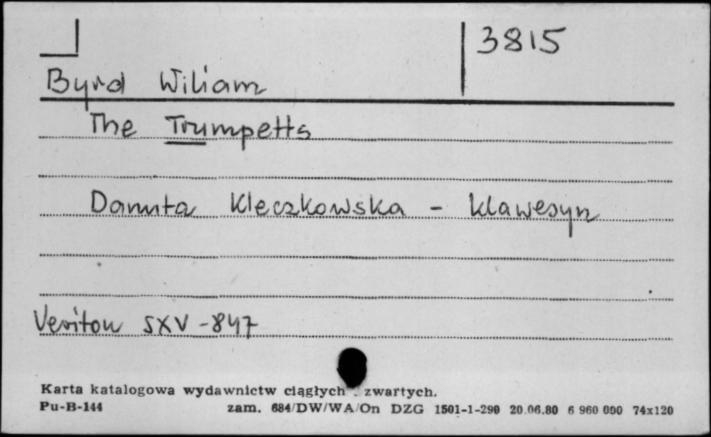 3815
Byrd Wiliam
The Trumpetts
Danuta Kleczkowska - klawesyn
Veriton SXV-847
Karta katalogowa wydawnictw ciągłych . zwartych.
Pu-B-144 zam. 684/DW/WA/On DZG 1501-1-290 20.06.80 6 960 000 74x120